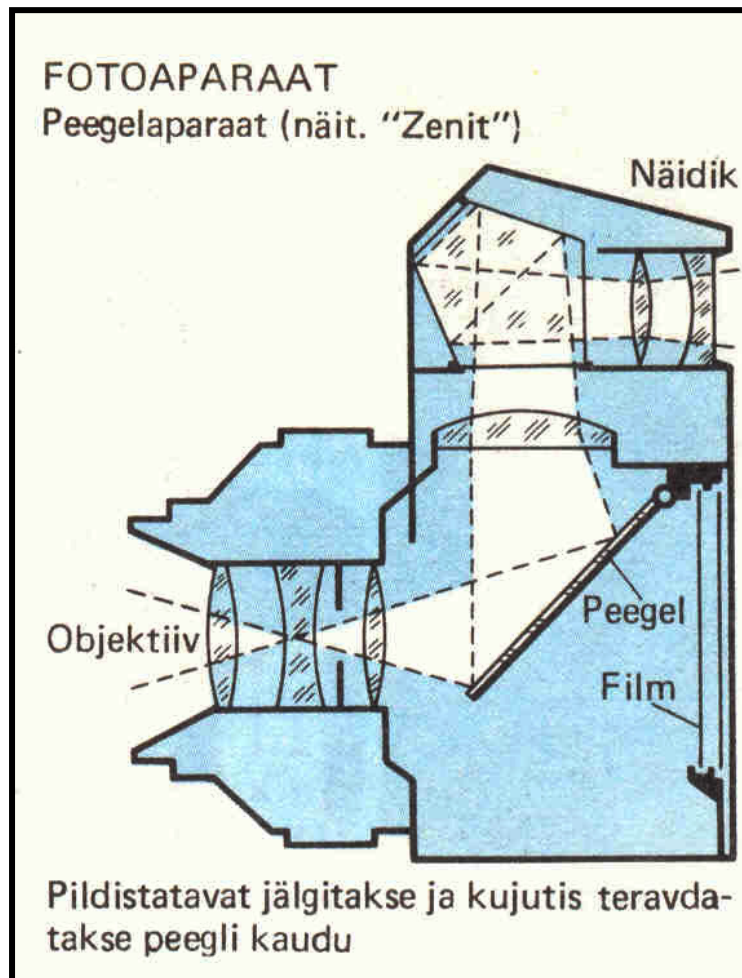 FOTOAPARAAT
Peegelaparaat (näit. “Zenit”)
Näidik
Objektiiv
Peegel
Film
Pildistatavat jälgitakse ja kujutis teravda-
takse peegli kaudu